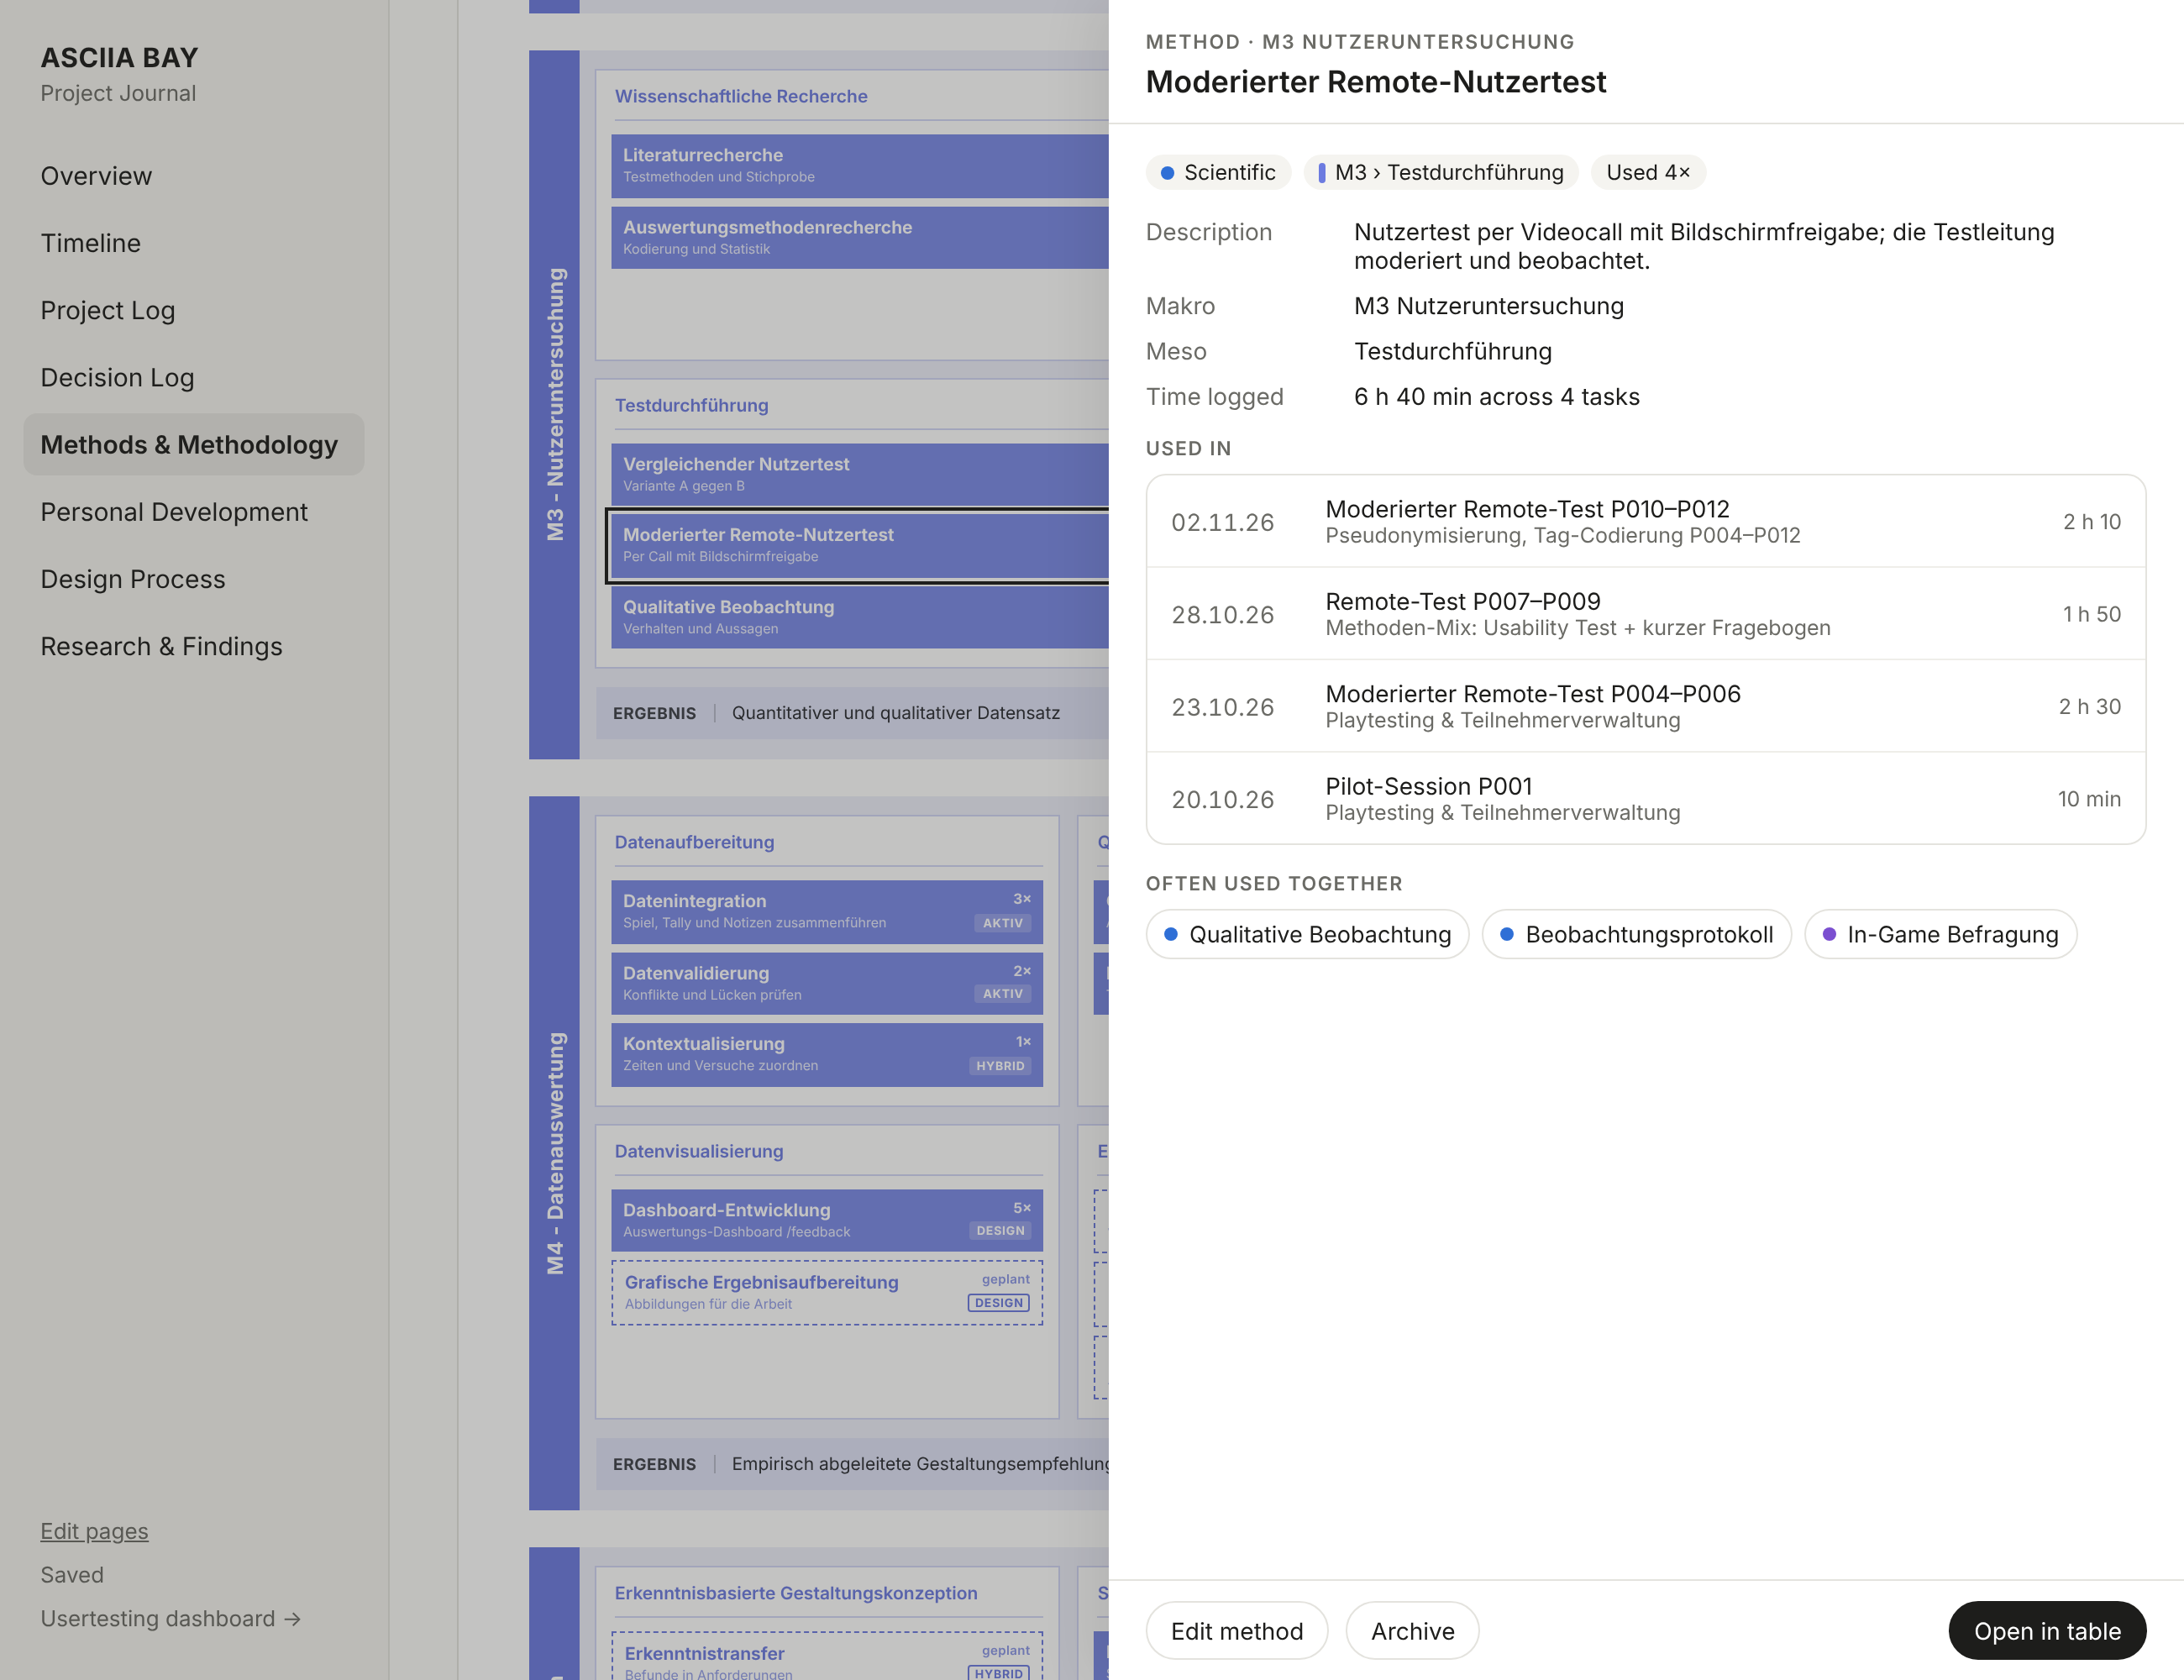 ASCIIA BAY
Project Journal
Overview
Timeline
Project Log
Decision Log
Methods & Methodology
Personal Development
Design Process
Research & Findings
Edit pages
Saved
Usertesting dashboard →
M3 - Nutzeruntersuchung
Wissenschaftliche Recherche
Literaturrecherche
Testmethoden und Stichprobe
Auswertungsmethodenrecherche
Kodierung und Statistik
Testdurchführung
Vergleichender Nutzertest
Variante A gegen B
Moderierter Remote-Nutzertest
Per Call mit Bildschirmfreigabe
Qualitative Beobachtung
Verhalten und Aussagen
ERGEBNIS | Quantitativer und qualitativer Datensatz
M4 - Datenauswertung
Datenaufbereitung
Datenintegration 3×
Spiel, Tally und Notizen zusammenführen AKTIV
Datenvalidierung 2×
Konflikte und Lücken prüfen AKTIV
Kontextualisierung 1×
Zeiten und Versuche zuordnen HYBRID
Datenvisualisierung
Dashboard-Entwicklung 5×
Auswertungs-Dashboard /feedback DESIGN
Grafische Ergebnisaufbereitung geplant
Abbildungen für die Arbeit DESIGN
ERGEBNIS | Empirisch abgeleitete Gestaltungsempfehlung
Erkenntnisbasierte Gestaltungskonzeption
Erkenntnistransfer geplant
Befunde in Anforderungen HYBRID
METHOD · M3 NUTZERUNTERSUCHUNG
Moderierter Remote-Nutzertest
Scientific M3 › Testdurchführung Used 4×
Description Nutzertest per Videocall mit Bildschirmfreigabe; die Testleitung
moderiert und beobachtet.
Makro M3 Nutzeruntersuchung
Meso Testdurchführung
Time logged 6 h 40 min across 4 tasks
USED IN
02.11.26 Moderierter Remote-Test P010–P012 2 h 10
Pseudonymisierung, Tag-Codierung P004–P012
28.10.26 Remote-Test P007–P009 1 h 50
Methoden-Mix: Usability Test + kurzer Fragebogen
23.10.26 Moderierter Remote-Test P004–P006 2 h 30
Playtesting & Teilnehmerverwaltung
20.10.26 Pilot-Session P001 10 min
Playtesting & Teilnehmerverwaltung
OFTEN USED TOGETHER
Qualitative Beobachtung Beobachtungsprotokoll In-Game Befragung
Edit method Archive Open in table